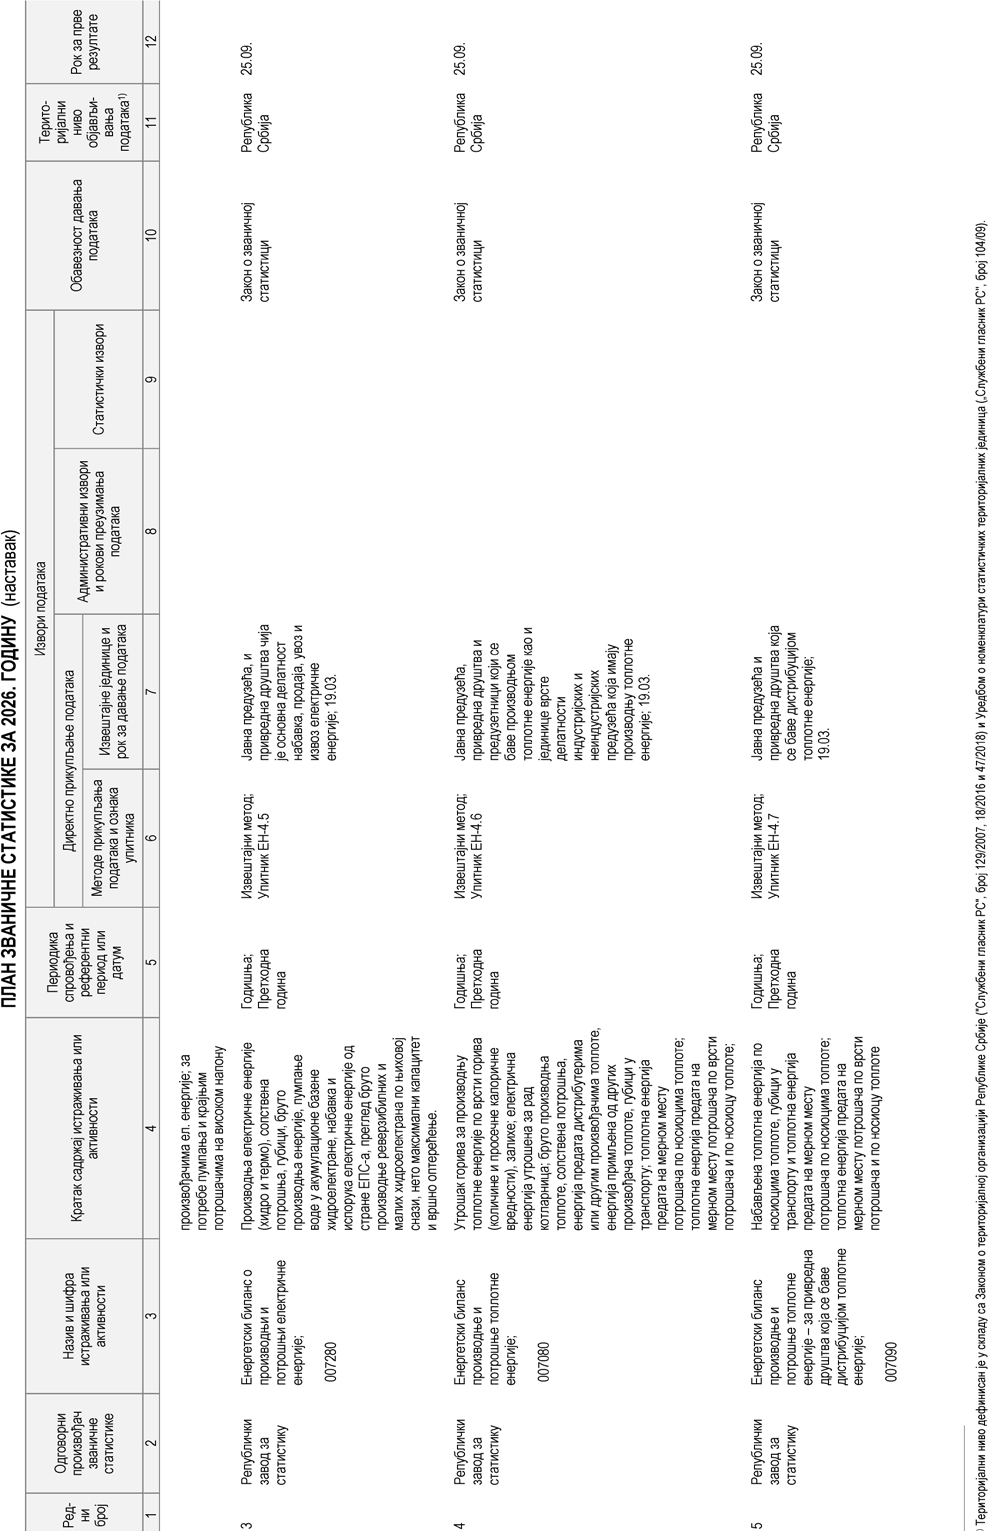 ПЛАН ЗВАНИЧНЕ СТАТИСТИКЕ ЗА 2026. ГОДИНУ (наставак)
Ред-
ни
број
Одговорни
произвођач
званичне
статистике
Назив и шифра
истраживања или
активности
Кратак садржај истраживања или
активности
Периодика
спровођења и
референтни
период или
датум
Извори података
Директно прикупљање података
Методе прикупљања
података и ознака
упитника
Извештајне јединице и
рок за давање података
Административни извори
и рокови преузимања
података
Статистички извори
Обавезност давања
података
Терито-
ријални
ниво
објављи-
вања
података1)
Рок за прве
резултате
1
2
3
4
5
6
7
8
9
10
11
12
произвођачима ел. енергије; за
потребе пумпања и крајњим
потрошачима на високом напону
3
Републички
завод за
статистику
Енергетски биланс о
производњи и
потрошњи електричне
енергије;
007280
Производња електричне енергије
(хидро и термо), сопствена
потрошња, губици, бруто
производња енергије, пумпање
воде у акумулационе базене
хидроелектране, набавка и
испорука електричне енергије од
стране ЕПС-а, преглед бруто
производње реверзибилних и
малих хидроелектрана по њиховој
снази, нето максимални капацитет
и вршно оптерећење.
Годишња;
Претходна
година
Извештајни метод;
Упитник ЕН-4.5
Јавна предузећа, и
привредна друштва чија
је основна делатност
набавка, продаја, увоз и
извоз електричне
енергије; 19.03.
Закон о званичној
статистици
Република
Србија
25.09.
4
Републички
завод за
статистику
Енергетски биланс
производње и
потрошње топлотне
енергије;
007080
Утрошак горива за производњу
топлотне енергије по врсти горива
(количине и просечне калоричне
вредности), залихе; електрична
енергија утрошена за рад
котларница; бруто производња
топлоте, сопствена потрошња,
енергија предата дистрибутерима
или другим произвођачима топлоте,
енергија примљена од других
произвођача топлоте, губици у
транспорту; топлотна енергија
предата на мерном месту
потрошача по носиоцима топлоте;
топлотна енергија предата на
мерном месту потрошача по врсти
потрошача и по носиоцу топлоте;
Годишња;
Претходна
година
Извештајни метод;
Упитник ЕН-4.6
Јавна предузећа,
привредна друштва и
предузетници који се
баве производњом
топлотне енергије као и
јединице врсте
делатности
индустријских и
неиндустријских
предузећа која имају
производњу топлотне
енергије; 19.03.
Закон о званичној
статистици
Република
Србија
25.09.
5
Републички
завод за
статистику
Енергетски биланс
производње и
потрошње топлотне
енергије – за привредна
друштва која се баве
дистрибуцијом топлотне
енергије;
007090
Набављена топлотна енергија по
носиоцима топлоте, губици у
транспорту и топлотна енергија
предата на мерном месту
потрошача по носиоцима топлоте;
топлотна енергија предата на
мерном месту потрошача по врсти
потрошача и по носиоцу топлоте
Годишња;
Претходна
година
Извештајни метод;
Упитник ЕН-4.7
Јавна предузећа и
привредна друштва која
се баве дистрибуцијом
топлотне енергије;
19.03.
Закон о званичној
статистици
Република
Србија
25.09.
) Територијални ниво дефинисан је у складу са Законом о територијалној организацији Републике Србије ("Службени гласник РС", број 129/2007, 18/2016 и 47/2018) и Уредбом о номенклатури статистичких територијалних јединица („Службени гласник РС", број 104/09).